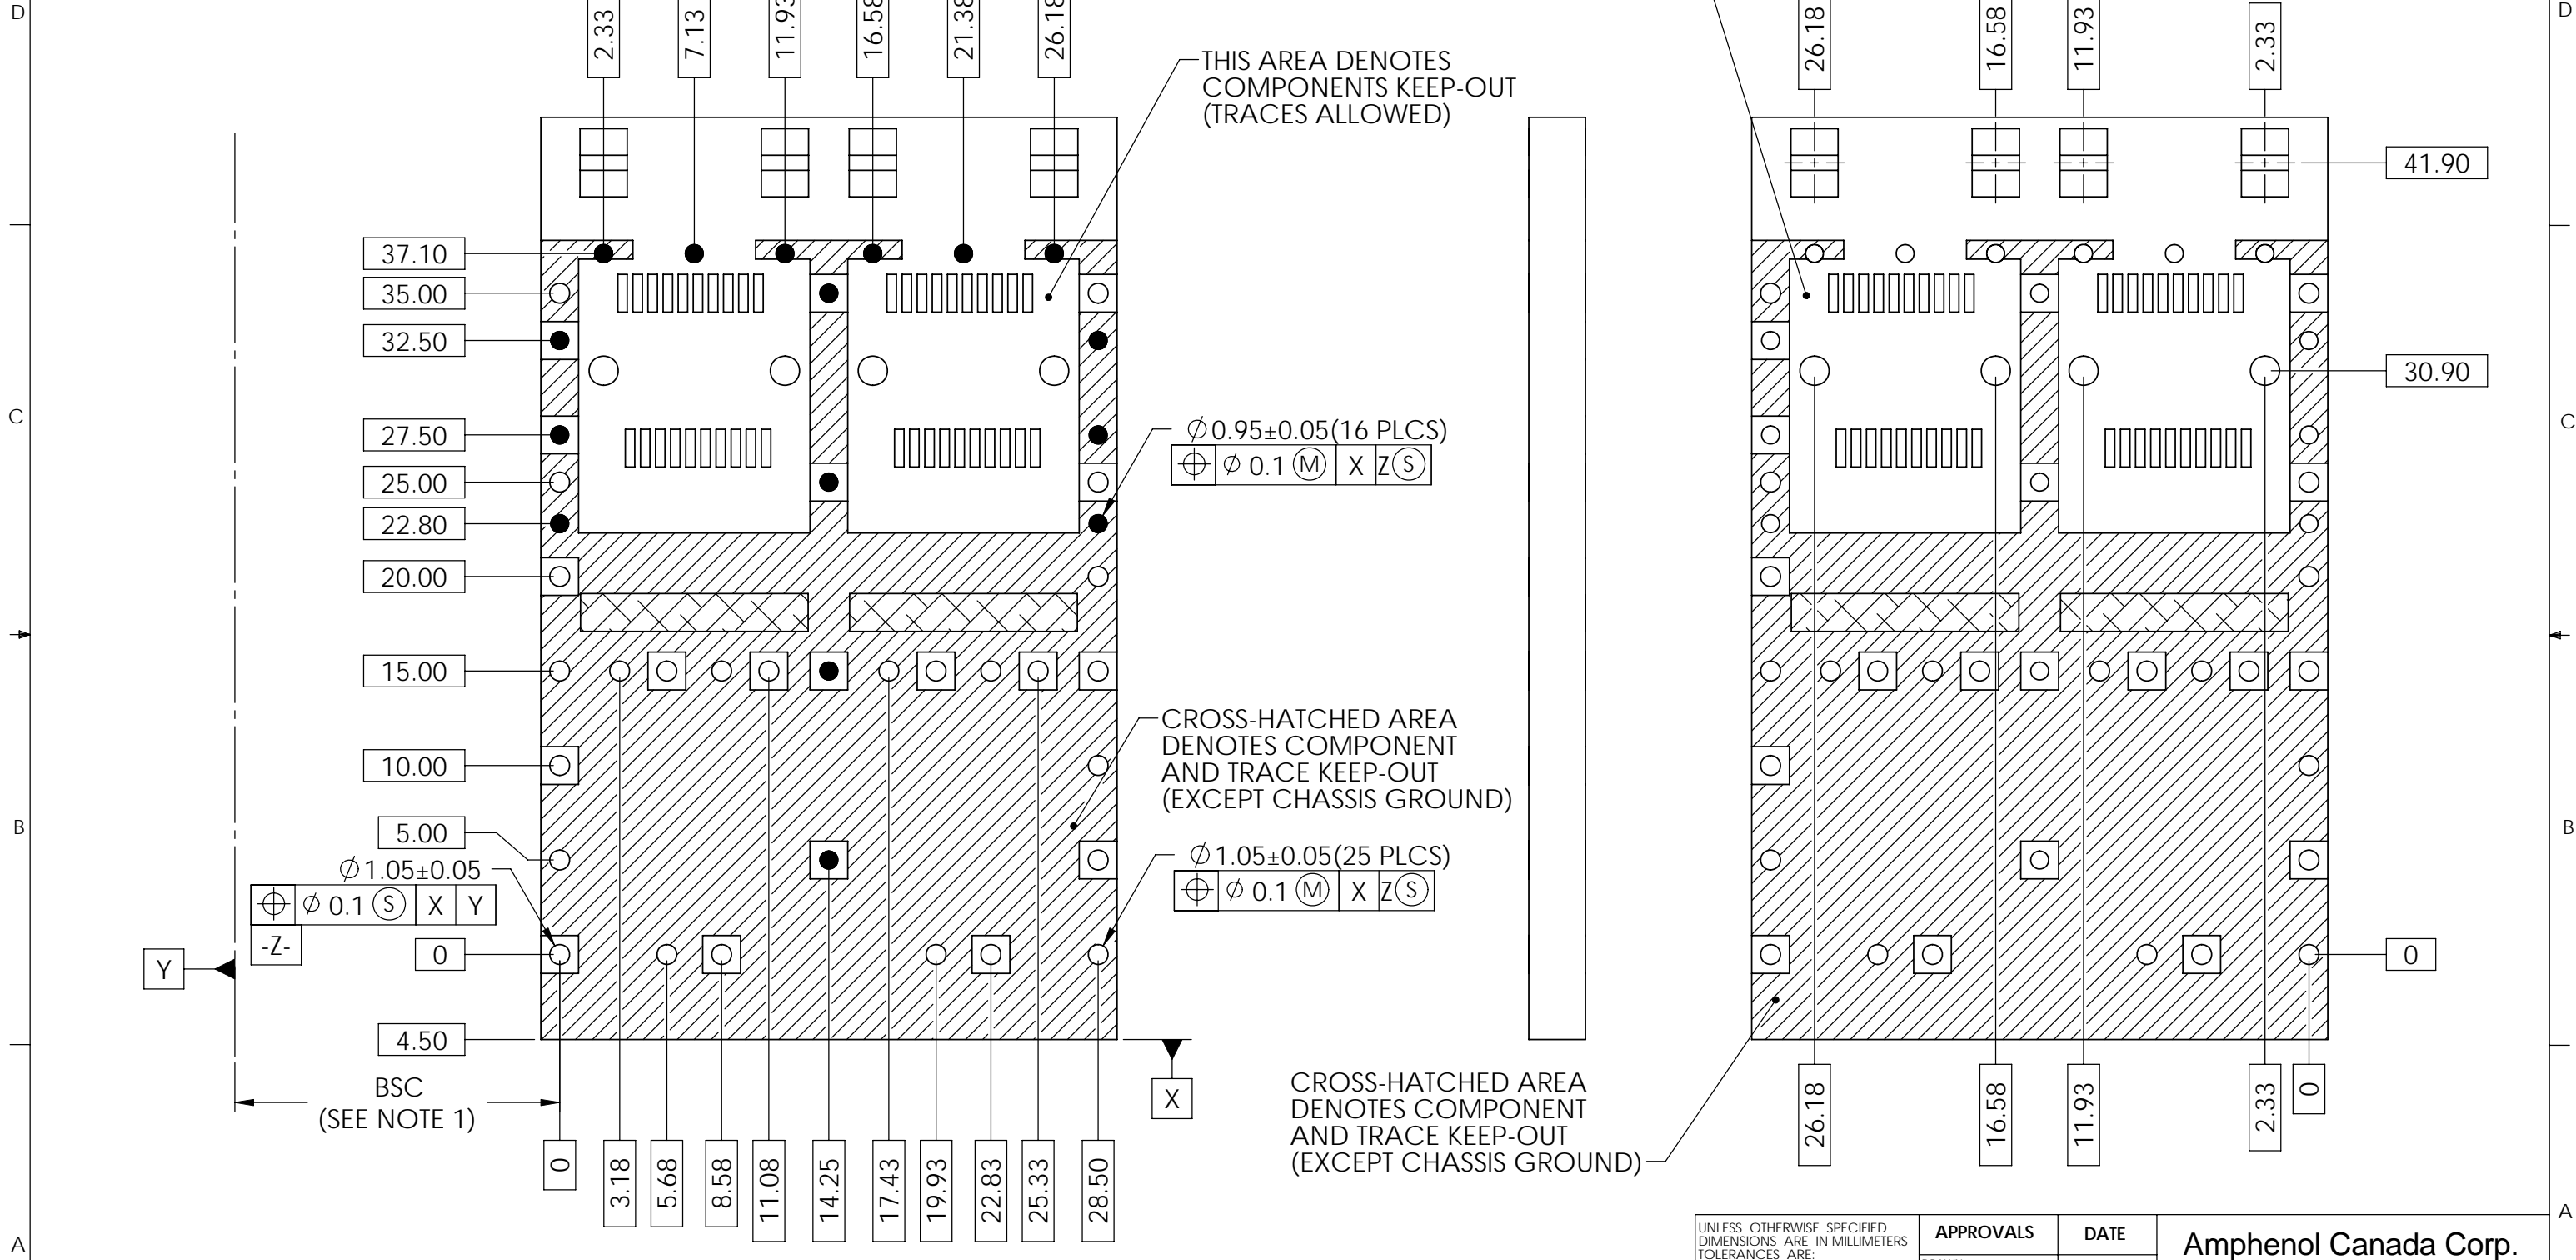 D
D
2.33
7.13
11.93
16.58
21.38
26.18
26.18
16.58
11.93
2.33
THIS AREA DENOTES
COMPONENTS KEEP-OUT
(TRACES ALLOWED)
41.90
37.10
35.00
32.50
30.90
C
C
27.50
Ø0.95±0.05(16 PLCS)
⌖ Ø 0.1 Ⓜ X ZⓈ
25.00
22.80
20.00
15.00
CROSS-HATCHED AREA
DENOTES COMPONENT
AND TRACE KEEP-OUT
(EXCEPT CHASSIS GROUND)
10.00
B
B
5.00
Ø1.05±0.05
⌖ Ø 0.1 Ⓢ X Y
-Z-
Ø1.05±0.05(25 PLCS)
⌖ Ø 0.1 Ⓜ X ZⓈ
0
0
Y
4.50
BSC
(SEE NOTE 1)
X
CROSS-HATCHED AREA
DENOTES COMPONENT
AND TRACE KEEP-OUT
(EXCEPT CHASSIS GROUND)
26.18
16.58
11.93
2.33
0
0
3.18
5.68
8.58
11.08
14.25
17.43
19.93
22.83
25.33
28.50
A
A
UNLESS OTHERWISE SPECIFIED
DIMENSIONS ARE IN MILLIMETERS
TOLERANCES ARE:
APPROVALS
DATE
Amphenol Canada Corp.